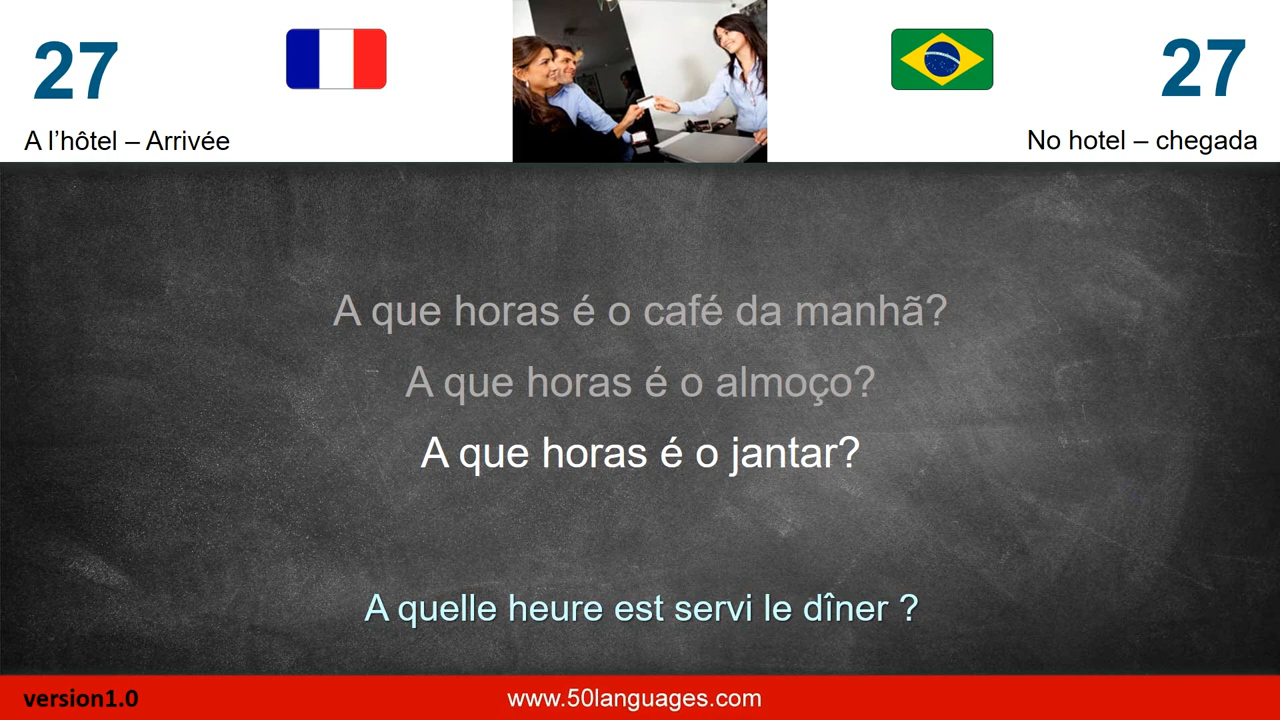 27
27
A l’hôtel – Arrivée
No hotel – chegada
A que horas é o café da manhã?
A que horas é o almoço?
A que horas é o jantar?
A quelle heure est servi le dîner ?
version1.0
www.50languages.com